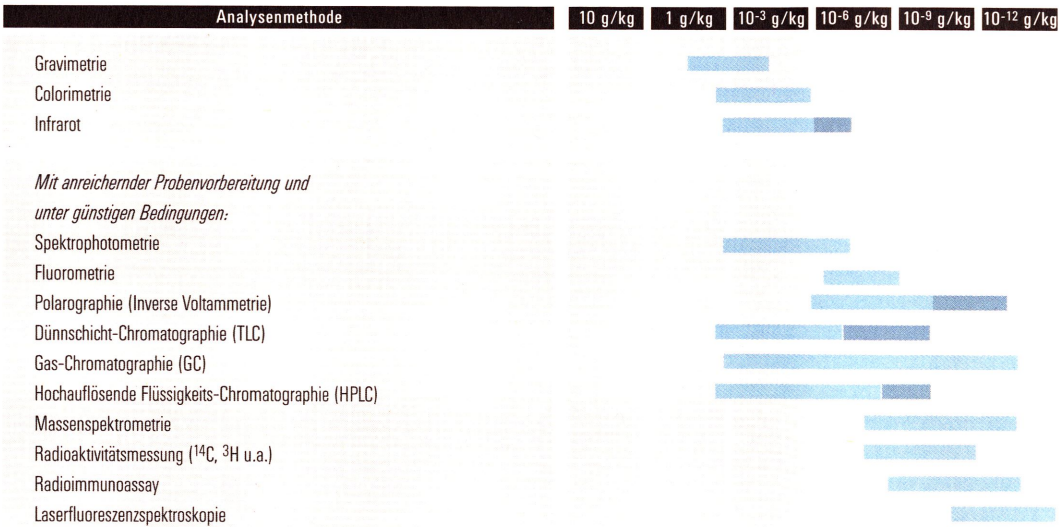 Analysenmethode 10 g/kg 1 g/kg 10-3 g/kg 10-6 g/kg 10-9 g/kg 10-12 g/kg
Gravimetrie
Colorimetrie
Infrarot
Mit anreichernder Probenvorbereitung und
unter günstigen Bedingungen:
Spektrophotometrie
Fluorometrie
Polarographie (Inverse Voltammetrie)
Dünnschicht-Chromatographie (TLC)
Gas-Chromatographie (GC)
Hochauflösende Flüssigkeits-Chromatographie (HPLC)
Massenspektrometrie
Radioaktivitätsmessung (14C, 3H u.a.)
Radioimmunoassay
Laserfluoreszenzspektroskopie